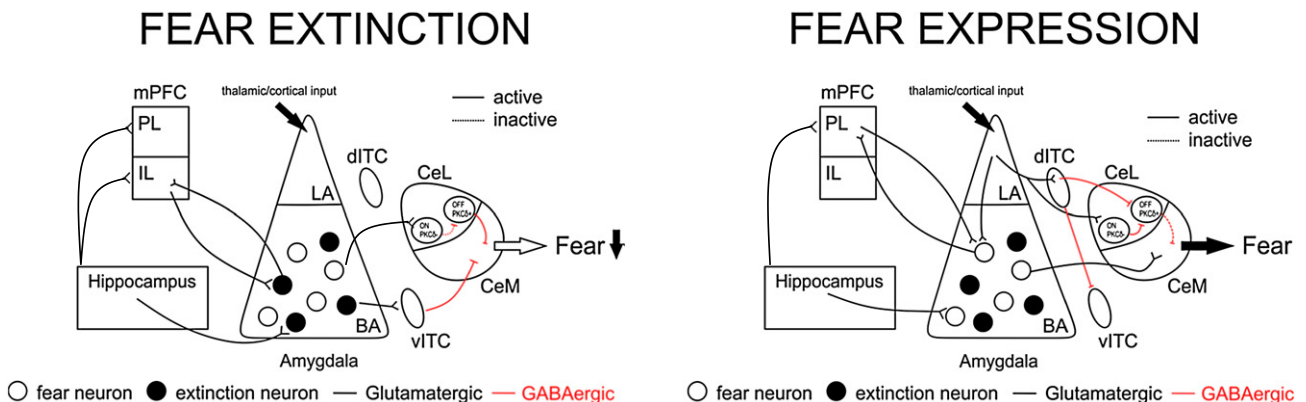 FEAR EXTINCTION
mPFC
PL
IL
thalamic/cortical input
active
inactive
dITC
LA
CeL
OFF
PKCδ+
ON
PKCδ-
Fear
CeM
Hippocampus
BA
vITC
Amygdala
fear neuron
extinction neuron
Glutamatergic
GABAergic
FEAR EXPRESSION
mPFC
PL
IL
thalamic/cortical input
active
inactive
dITC
LA
CeL
OFF
PKCδ+
ON
PKCδ-
Fear
CeM
Hippocampus
BA
vITC
Amygdala
fear neuron
extinction neuron
Glutamatergic
GABAergic